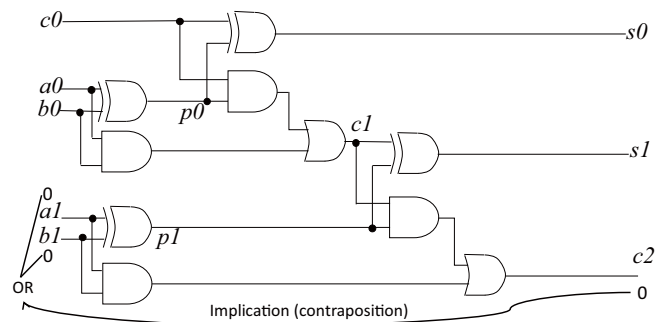 c0
s0
a0
b0
p0
c1
s1
0
a1
b1
0
p1
c2
0
OR
Implication (contraposition)